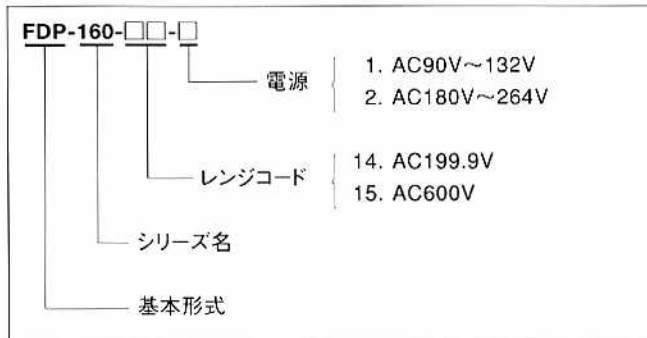 FDP-160-□□-□
電源
1. AC90V～132V
2. AC180V～264V
レンジコード
14. AC199.9V
15. AC600V
シリーズ名
基本形式